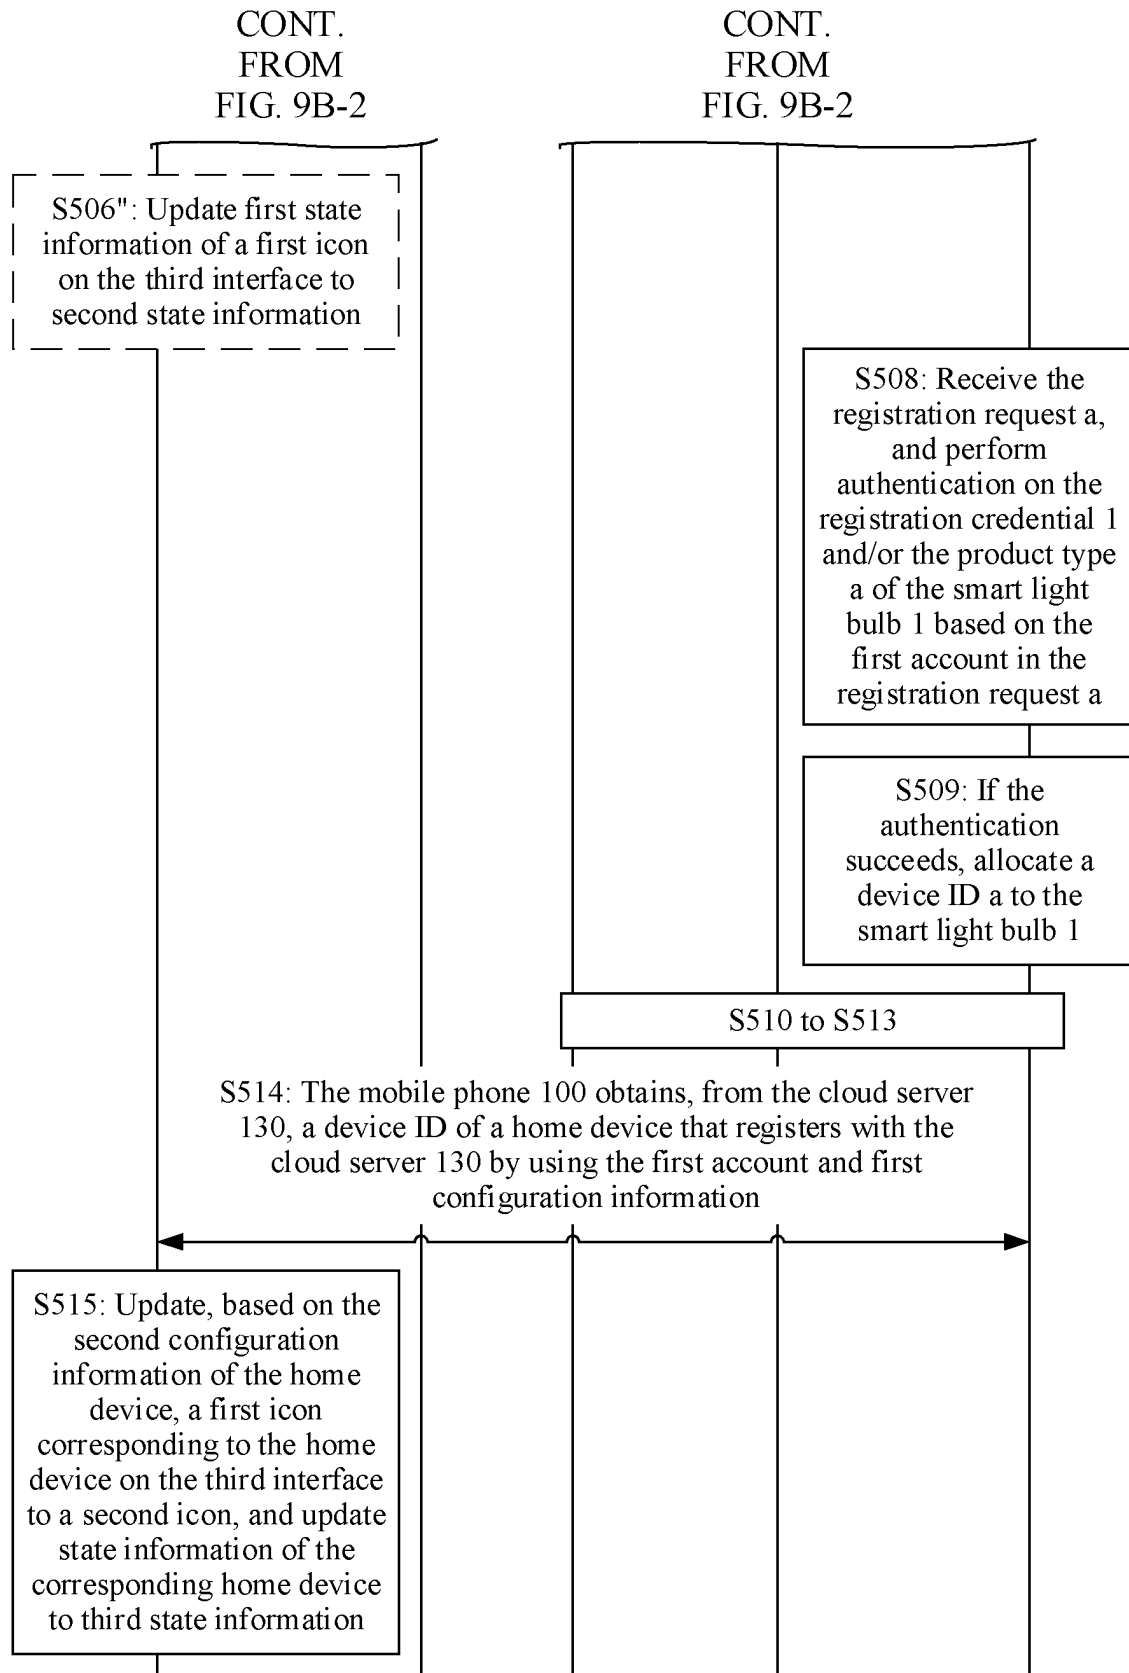 CONT.
FROM
FIG. 9B-2
CONT.
FROM
FIG. 9B-2
S506": Update first state
information of a first icon
on the third interface to
second state information
S508: Receive the
registration request a,
and perform
authentication on the
registration credential 1
and/or the product type
a of the smart light
bulb 1 based on the
first account in the
registration request a
S509: If the
authentication
succeeds, allocate a
device ID a to the
smart light bulb 1
S510 to S513
S514: The mobile phone 100 obtains, from the cloud server
130, a device ID of a home device that registers with the
cloud server 130 by using the first account and first
configuration information
S515: Update, based on the
second configuration
information of the home
device, a first icon
corresponding to the home
device on the third interface
to a second icon, and update
state information of the
corresponding home device
to third state information